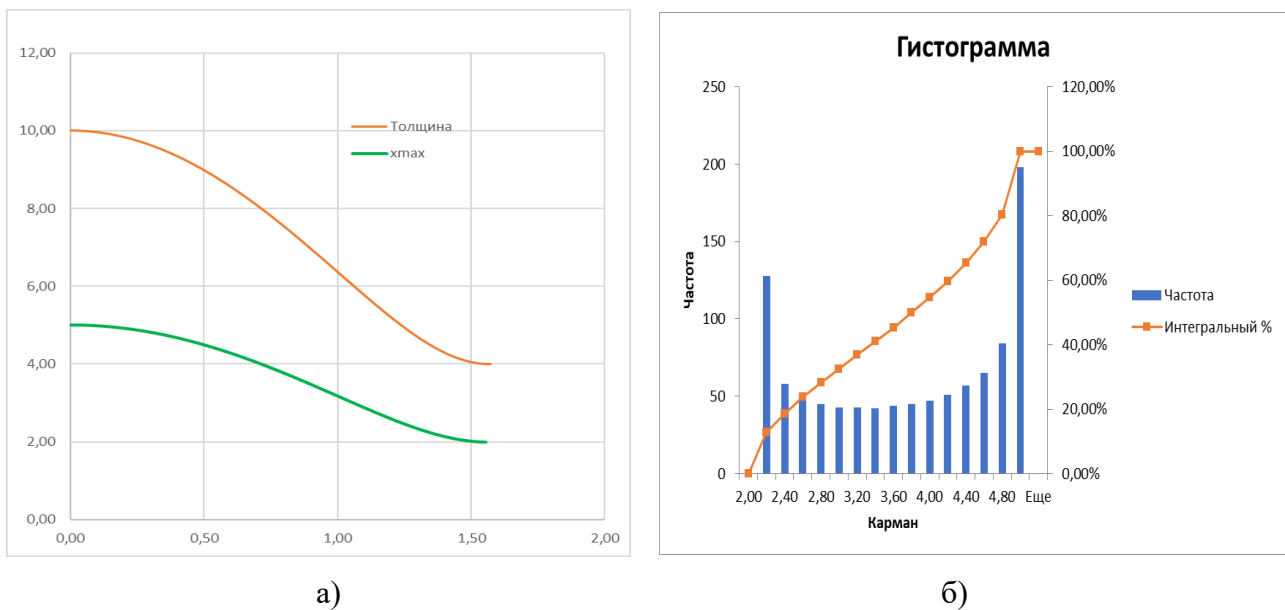 12,00
10,00
8,00
6,00
4,00
2,00
0,00
0,00 0,50 1,00 1,50 2,00
Толщина
xmax
а)
Гистограмма
250
200
150
100
50
0
Частота
120,00%
100,00%
80,00%
60,00%
40,00%
20,00%
0,00%
2,00 2,40 2,80 3,20 3,60 4,00 4,40 4,80 Еще
Карман
Частота
Интегральный %
б)